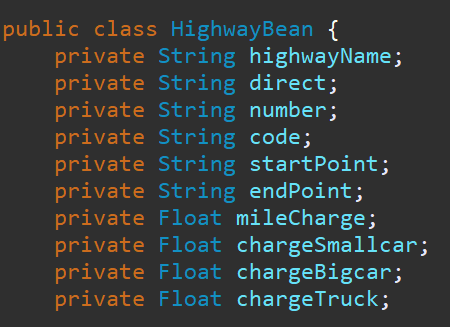 public class HighwayBean {
    private String highwayName;
    private String direct;
    private String number;
    private String code;
    private String startPoint;
    private String endPoint;
    private Float mileCharge;
    private Float chargeSmallcar;
    private Float chargeBigcar;
    private Float chargeTruck;